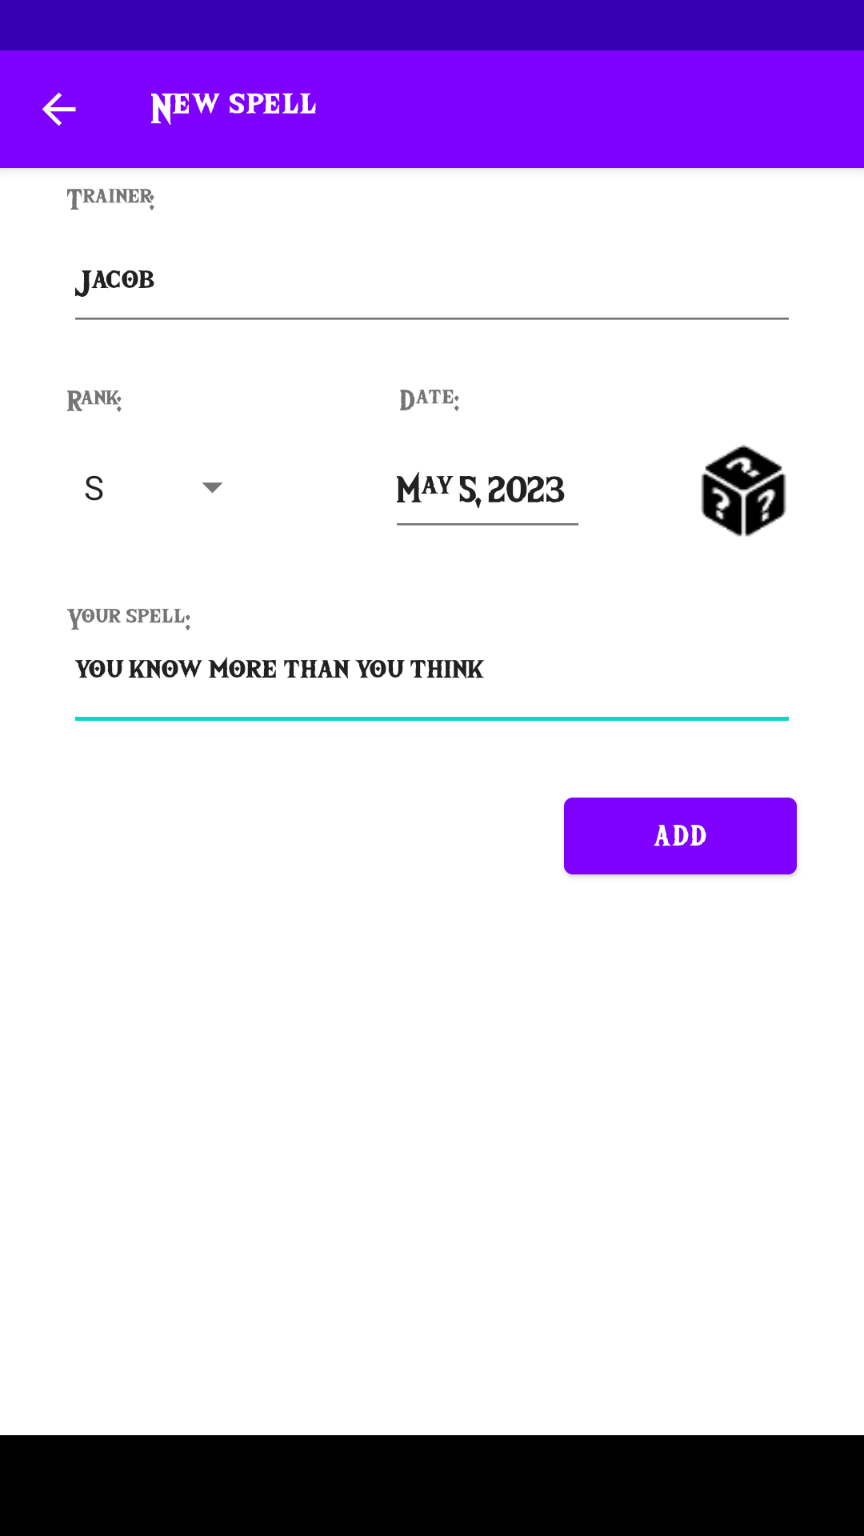 New spell
Trainer:
Jacob
Rank: Date:
S May 5, 2023
? ? ?
Your spell:
you know more than you think
ADD